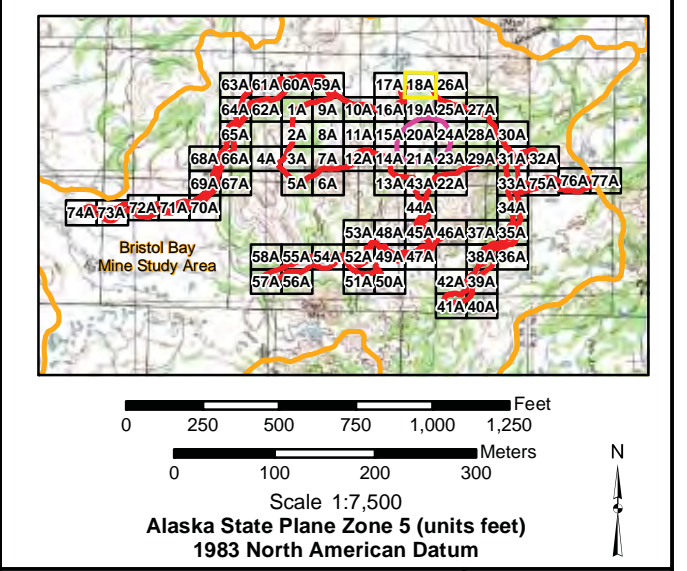 63A 61A 60A 59A 17A 18A 26A
64A 62A 1A 9A 10A 16A 19A 25A 27A
65A 2A 8A 11A 15A 20A 24A 28A 30A
68A 66A 4A 3A 7A 12A 14A 21A 23A 29A 31A 32A
69A 67A 5A 6A 13A 43A 22A 33A 75A 76A 77A
74A 73A 72A 71A 70A 44A 34A
53A 48A 45A 46A 37A 35A
Bristol Bay
Mine Study Area
58A 55A 54A 52A 49A 47A 38A 36A
57A 56A 51A 50A 42A 39A
41A 40A
Feet
0 250 500 750 1,000 1,250
Meters
0 100 200 300
N
Scale 1:7,500
Alaska State Plane Zone 5 (units feet)
1983 North American Datum